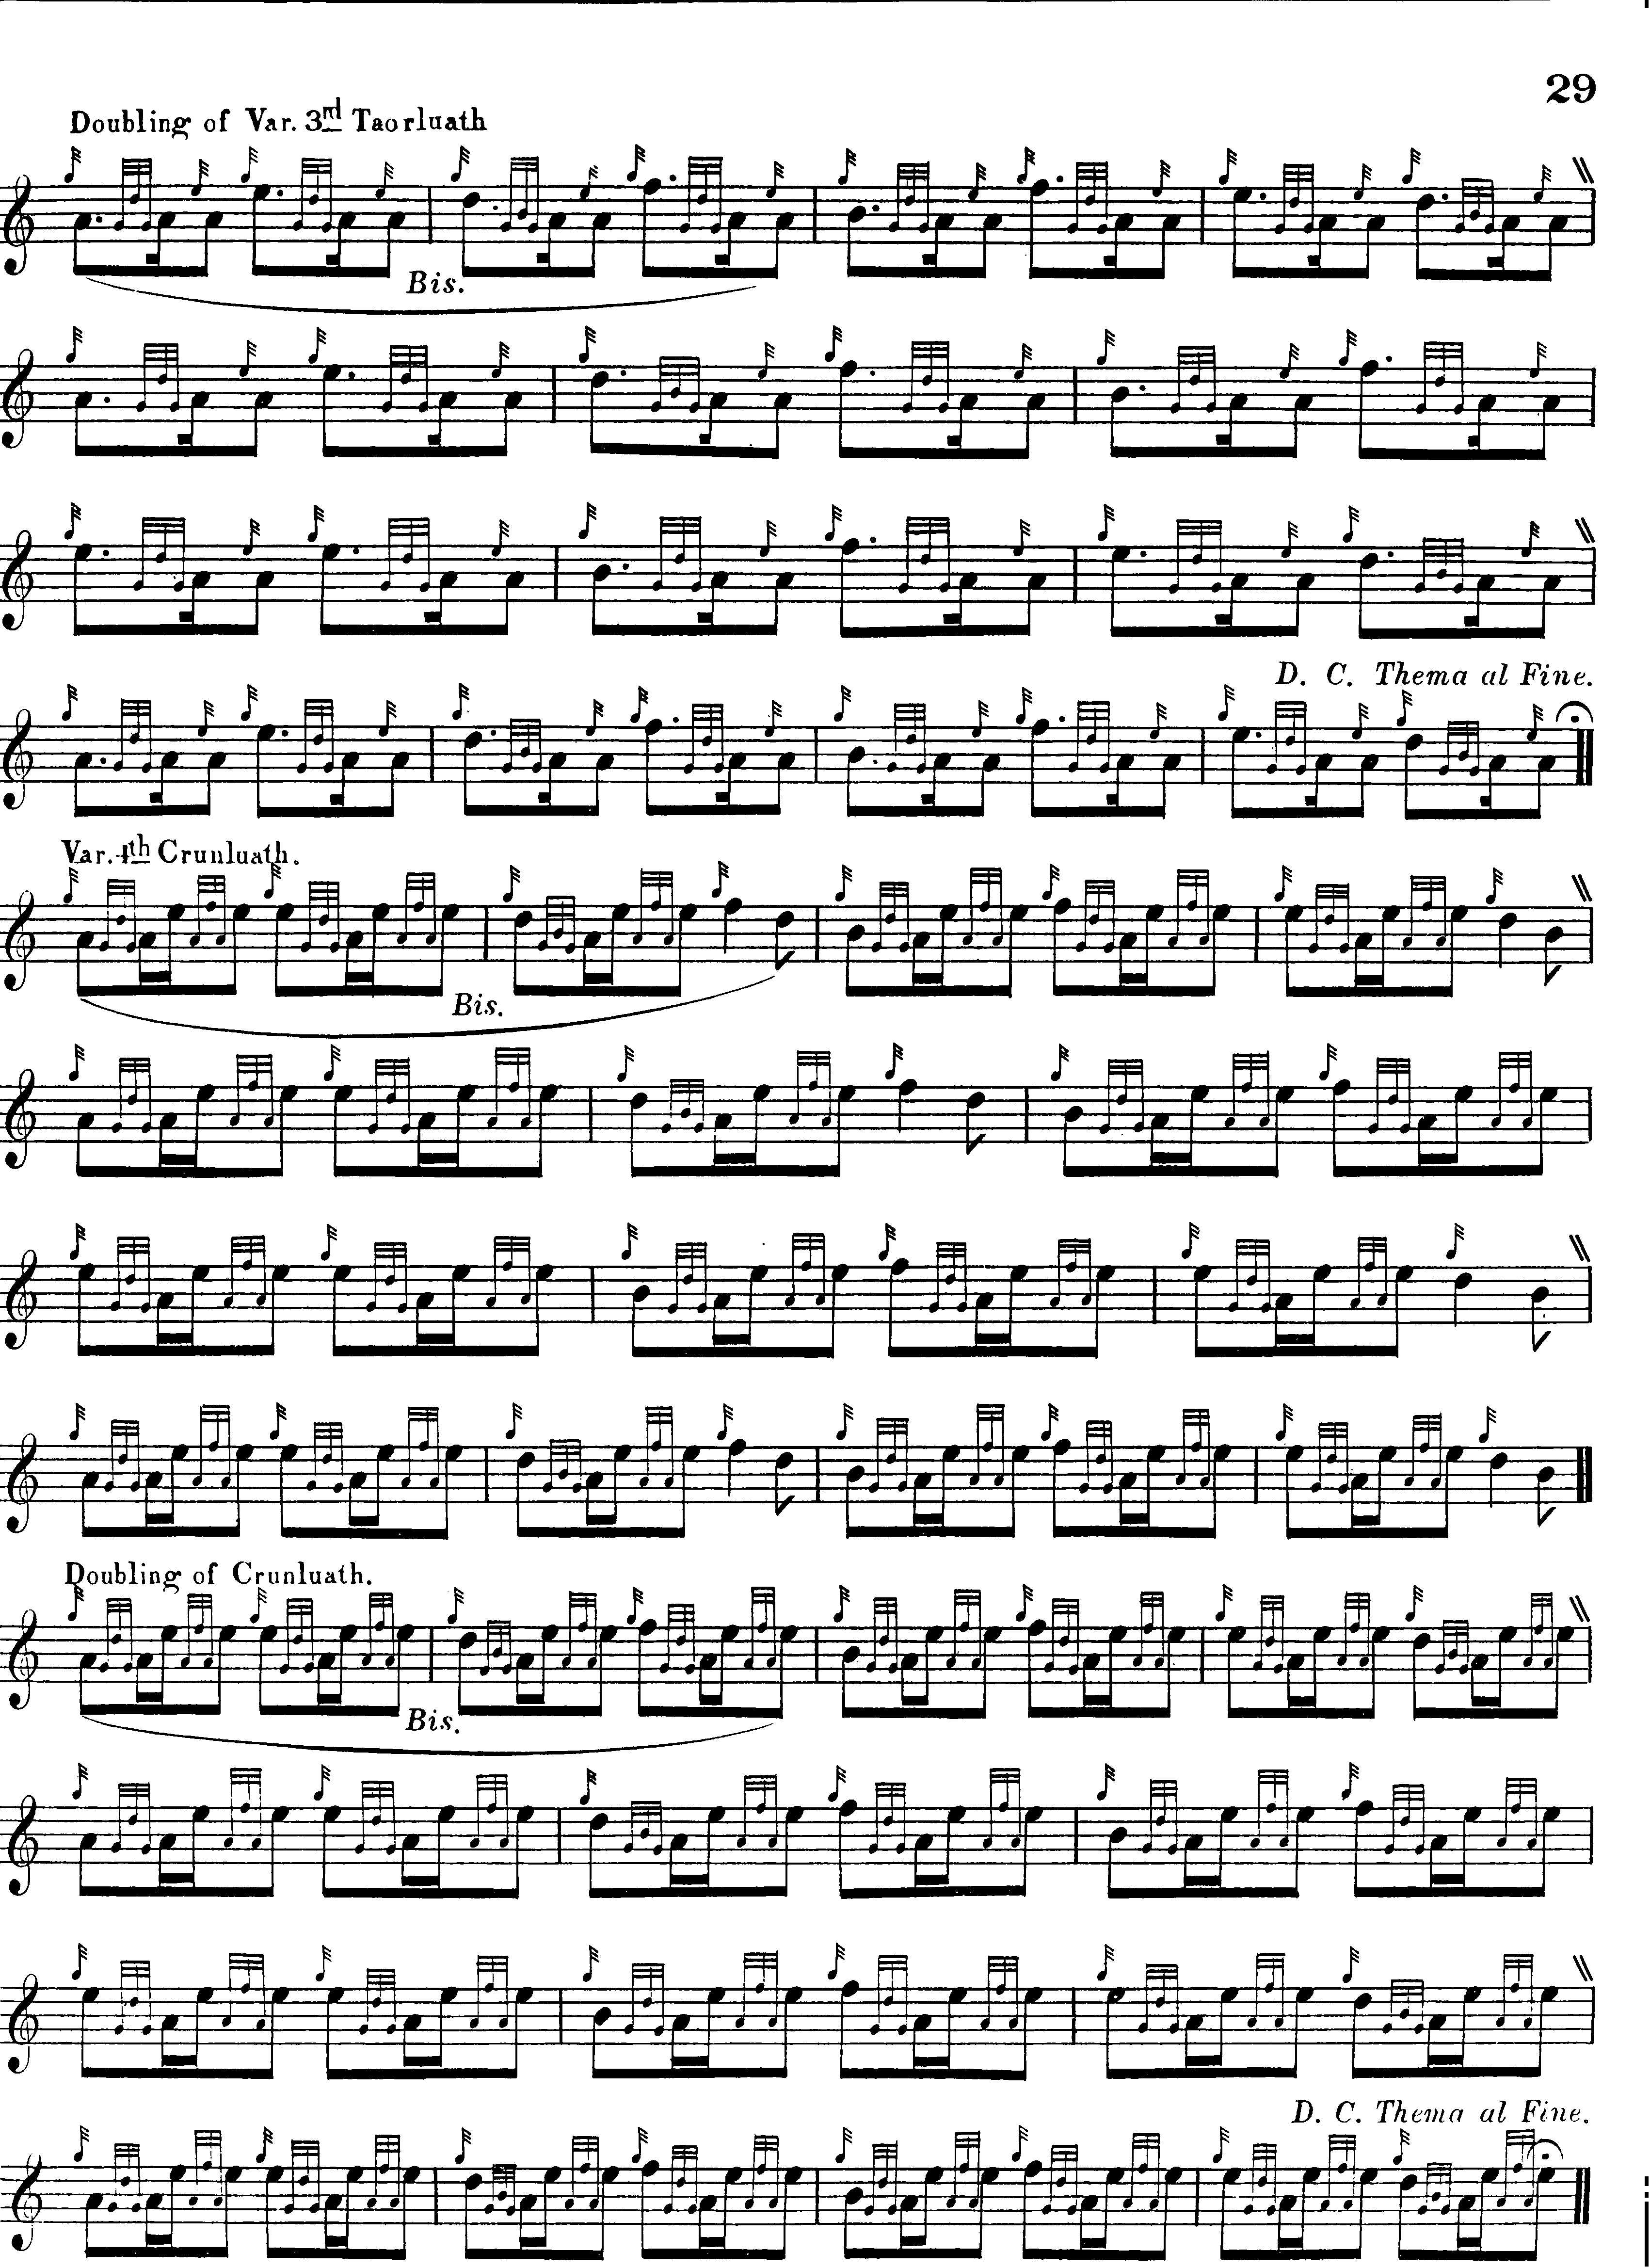 29
Doubling of Var. 3rd Taorluath
Bis.
D. C. Thema al Fine.
Var. 4th Crunluath.
Bis.
Doubling of Crunluath.
Bis.
D. C. Thema al Fine.